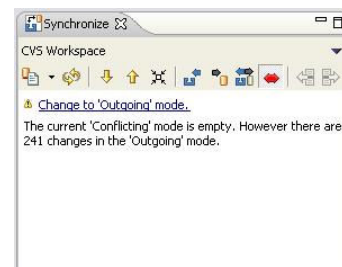 Synchronize
CVS Workspace
Change to 'Outgoing' mode.
The current 'Conflicting' mode is empty. However there are
241 changes in the 'Outgoing' mode.